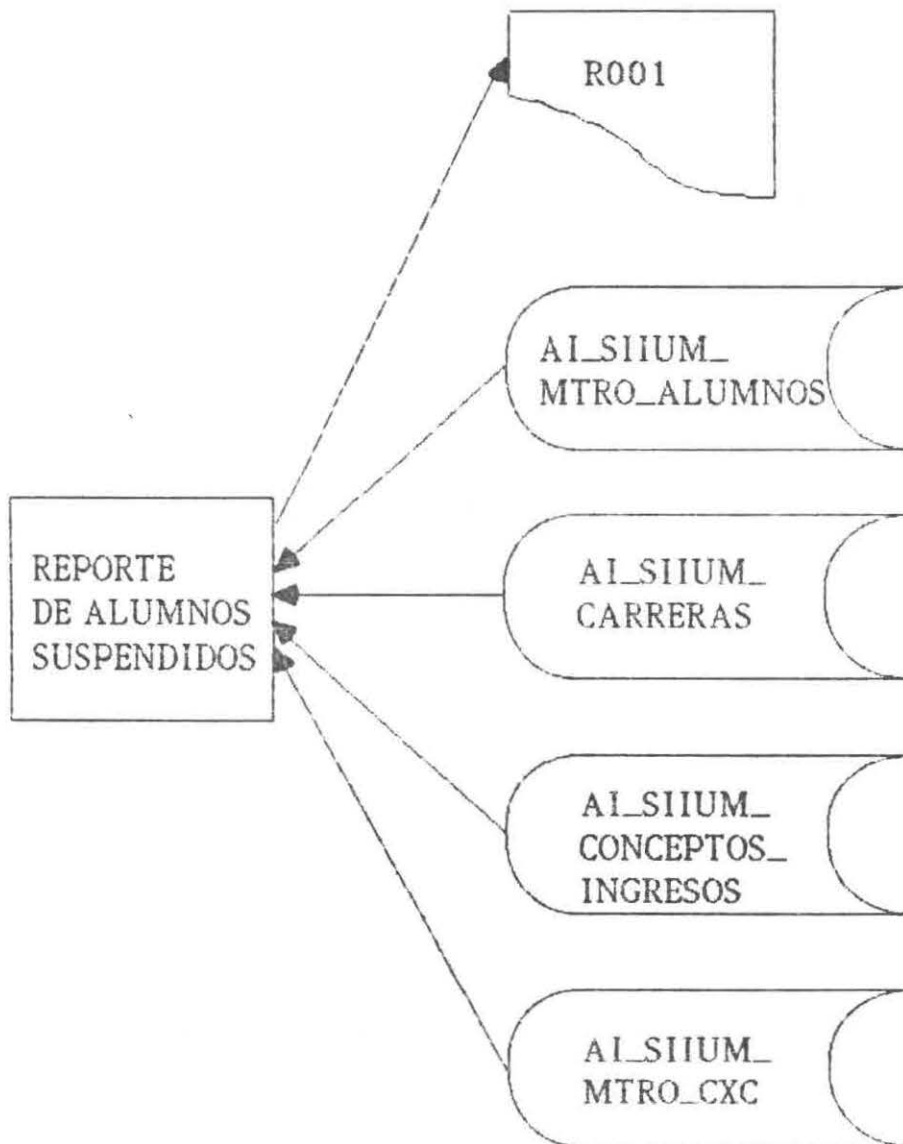 R001
AI_SIIUM_
MTRO_ALUMNOS
REPORTE
DE ALUMNOS
SUSPENDIDOS
AI_SIIUM_
CARRERAS
AI_SIIUM_
CONCEPTOS_
INGRESOS
AI_SIIUM_
MTRO_CXC